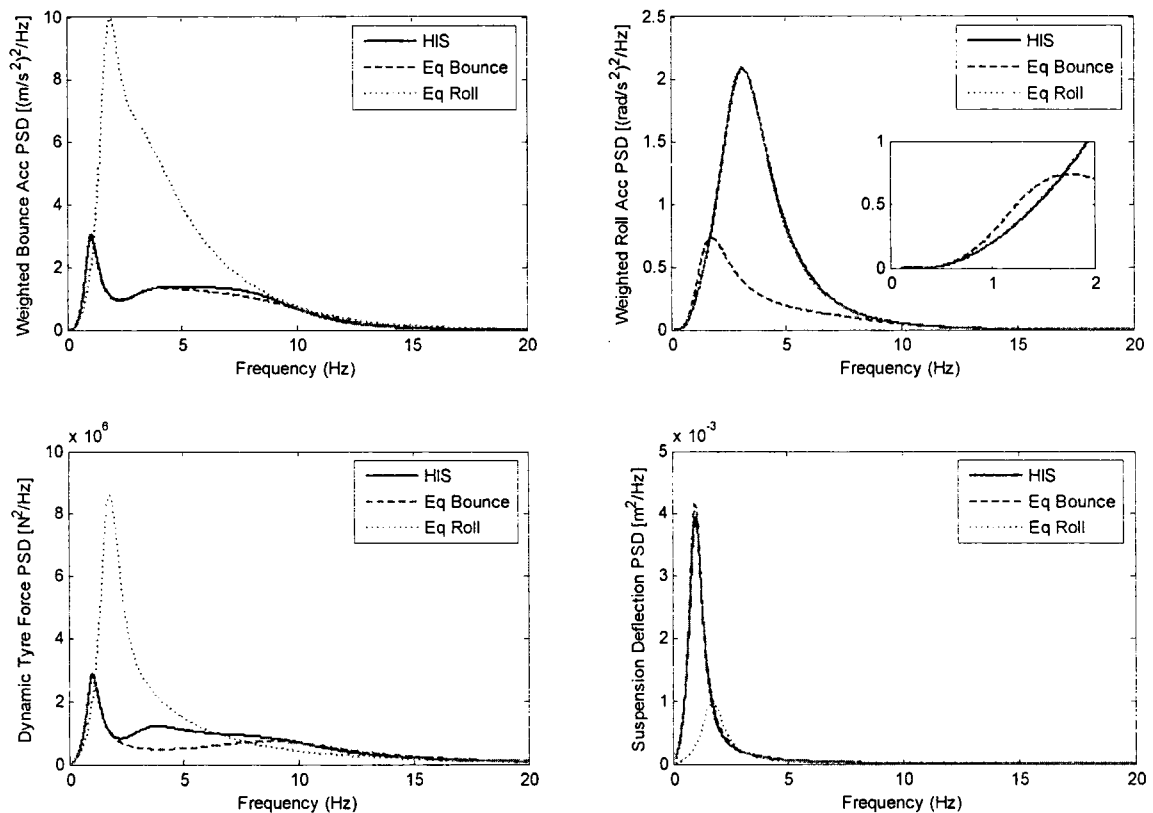 Weighted Bounce Acc PSD [(m/s²)²/Hz]
10
8
6
4
2
0
0 5 10 15 20
Frequency (Hz)
HIS
Eq Bounce
Eq Roll
Weighted Roll Acc PSD [(rad/s²)²/Hz]
2.5
2
1.5
1
0.5
0
0 5 10 15 20
Frequency (Hz)
HIS
Eq Bounce
Eq Roll
1
0.5
0
0 1 2
Dynamic Tyre Force PSD [N²/Hz]
x 10⁶
10
8
6
4
2
0
0 5 10 15 20
Frequency (Hz)
HIS
Eq Bounce
Eq Roll
Suspension Deflection PSD [m²/Hz]
x 10⁻³
5
4
3
2
1
0
0 5 10 15 20
Frequency (Hz)
HIS
Eq Bounce
Eq Roll